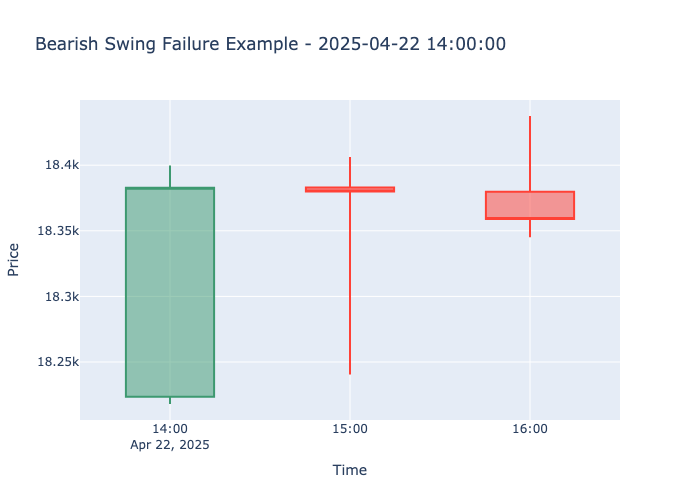 Bearish Swing Failure Example - 2025-04-22 14:00:00
Price
18.4k
18.35k
18.3k
18.25k
14:00
Apr 22, 2025
15:00
16:00
Time